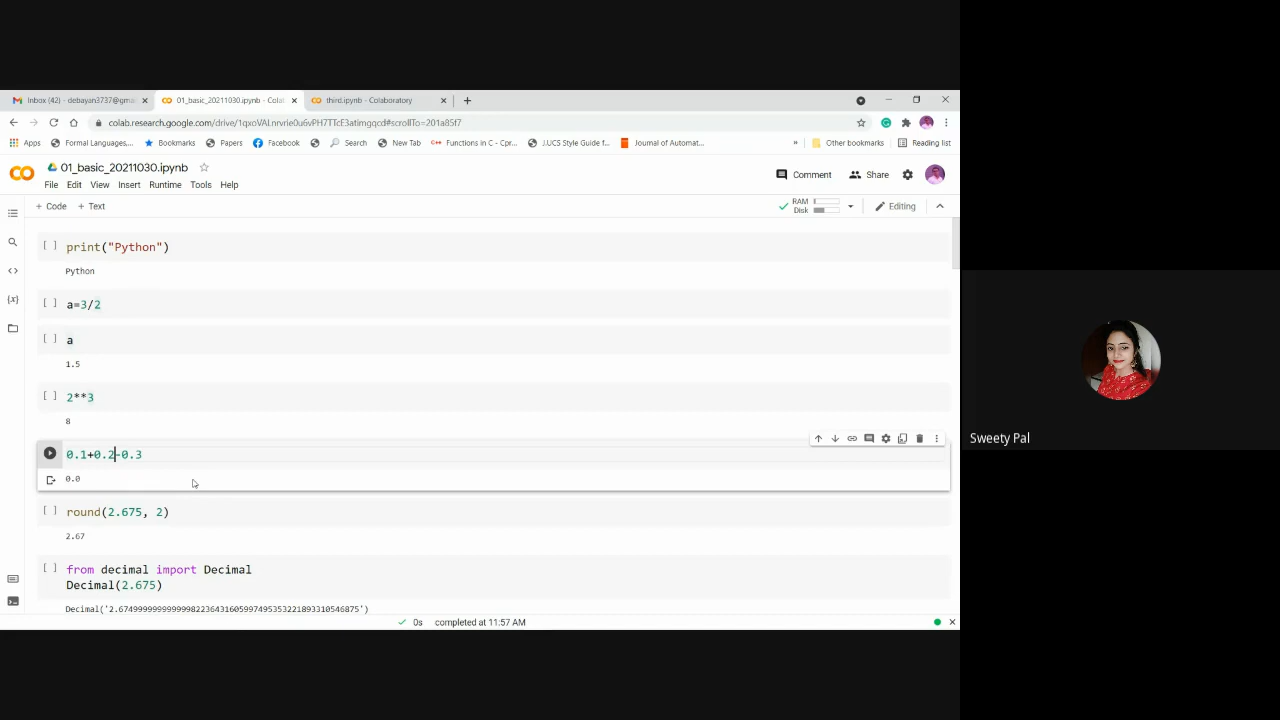 Inbox (42) - debayan3737@gma
01_basic_20211030.ipynb - Cola
third.ipynb - Colaboratory
colab.research.google.com/drive/1qxoVALnrvrie0u6vPH7TTcE3atimgqcd#scrollTo=201a85f7
Apps
Formal Languages,...
Bookmarks
Papers
Facebook
Search
New Tab
Functions in C - Cpr...
J.UCS Style Guide f...
Journal of Automat...
»
Other bookmarks
Reading list
01_basic_20211030.ipynb
Comment
Share
File Edit View Insert Runtime Tools Help
+ Code + Text
RAM
Disk
Editing
[ ] print("Python")
Python
[ ] a=3/2
[ ] a
1.5
[ ] 2**3
8
0.1+0.2-0.3
0.0
[ ] round(2.675, 2)
2.67
[ ] from decimal import Decimal
Decimal(2.675)
Decimal('2.67499999999999982236431605997495353221893310546875')
0s completed at 11:57 AM
Sweety Pal